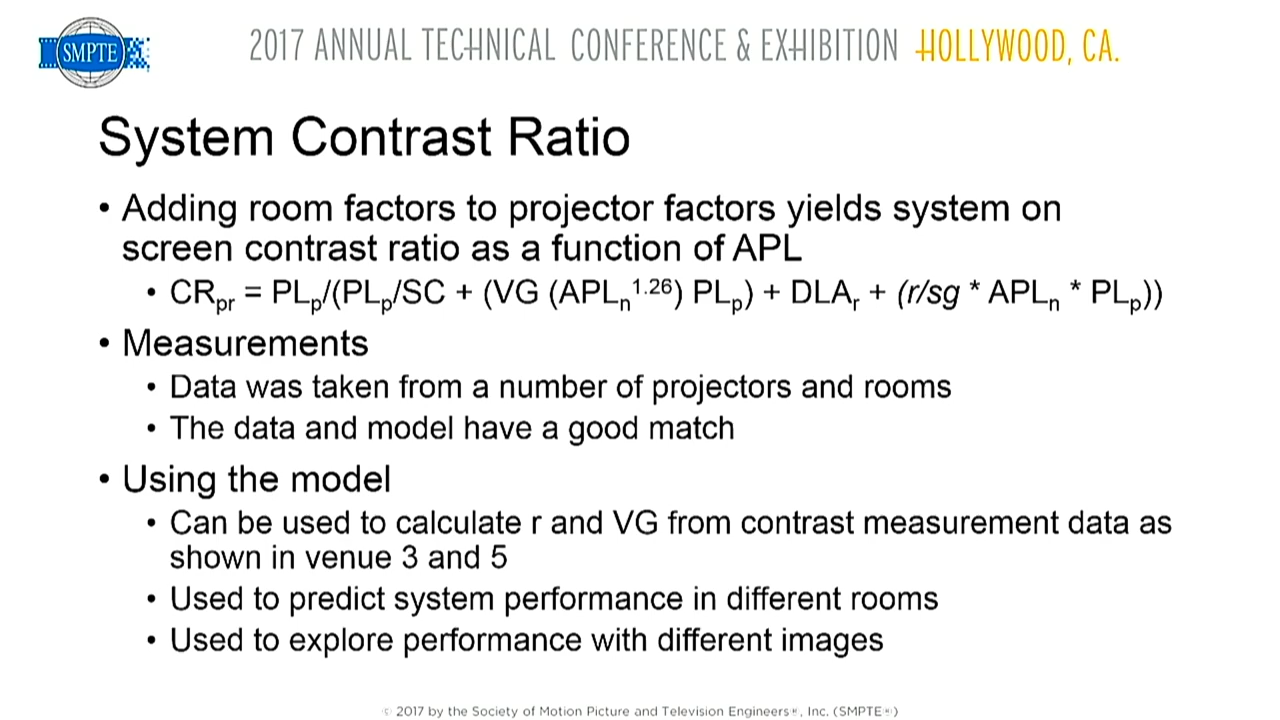 SMPTE
2017 ANNUAL TECHNICAL CONFERENCE & EXHIBITION HOLLYWOOD, CA.
System Contrast Ratio
• Adding room factors to projector factors yields system on
screen contrast ratio as a function of APL
• CRpr = PLp/(PLp/SC + (VG (APLn^1.26) PLp) + DLAr + (r/sg * APLn * PLp))
• Measurements
• Data was taken from a number of projectors and rooms
• The data and model have a good match
• Using the model
• Can be used to calculate r and VG from contrast measurement data as
shown in venue 3 and 5
• Used to predict system performance in different rooms
• Used to explore performance with different images
© 2017 by the Society of Motion Picture and Television Engineers®, Inc. (SMPTE®)